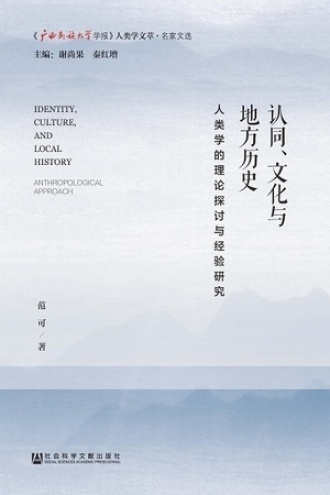 《广西民族大学学报》人类学文萃·名家文选
主编：谢尚果 秦红增
IDENTITY,
CULTURE,
AND
LOCAL
HISTORY
ANTHROPOLOGICAL
APPROACH
认同、文化与
地方历史
人类学的理论探讨与经验研究
范可/著
社会科学文献出版社
SOCIAL SCIENCES ACADEMIC PRESS (CHINA)